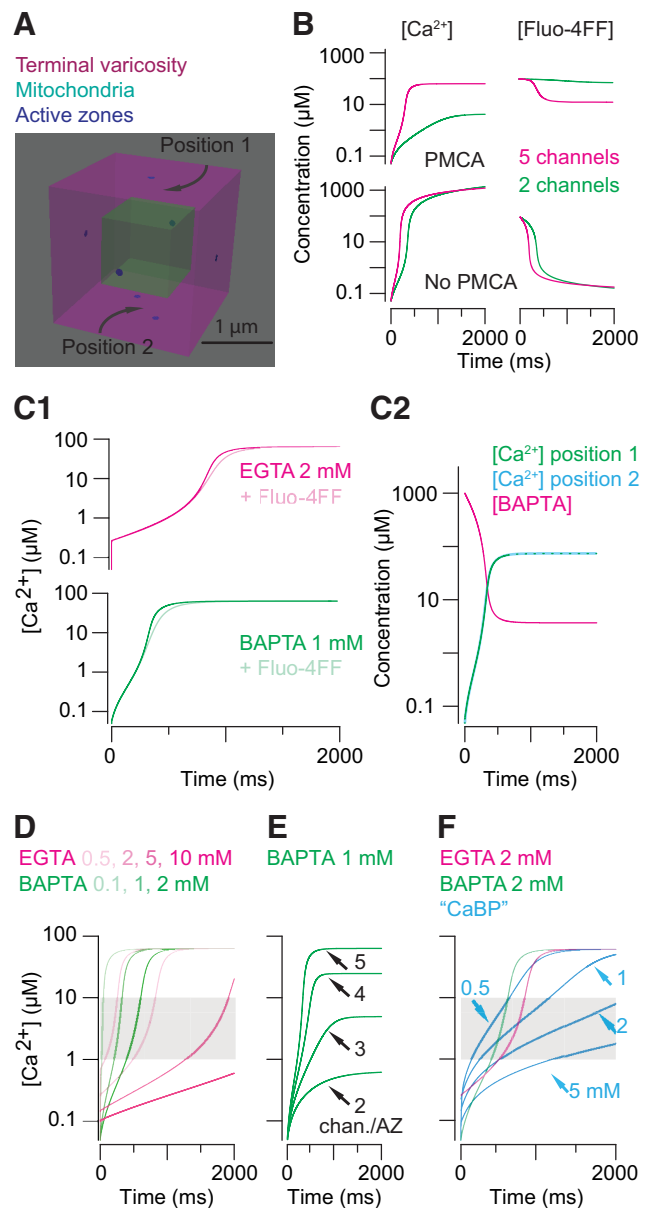 A
Terminal varicosity
Mitochondria
Active zones
Position 1
Position 2
1 μm
B
[Ca2+] [Fluo-4FF]
Concentration (μM)
1000
10
0.1
PMCA
5 channels
2 channels
1000
10
0.1
No PMCA
0 2000 0 2000
Time (ms)
C1
[Ca2+] (μM)
100
10
1
0.1
EGTA 2 mM
+ Fluo-4FF
100
10
1
0.1
BAPTA 1 mM
+ Fluo-4FF
0 1000 2000
Time (ms)
C2
[Ca2+] position 1
[Ca2+] position 2
[BAPTA]
Concentration (μM)
1000
10
0.1
0 2000
Time (ms)
D
EGTA 0.5, 2, 5, 10 mM
BAPTA 0.1, 1, 2 mM
[Ca2+] (μM)
100
10
1
0.1
0 2000
Time (ms)
E
BAPTA 1 mM
5
4
3
2
chan./AZ
0 2000
Time (ms)
F
EGTA 2 mM
BAPTA 2 mM
“CaBP”
0.5
1
2
5 mM
0 2000
Time (ms)